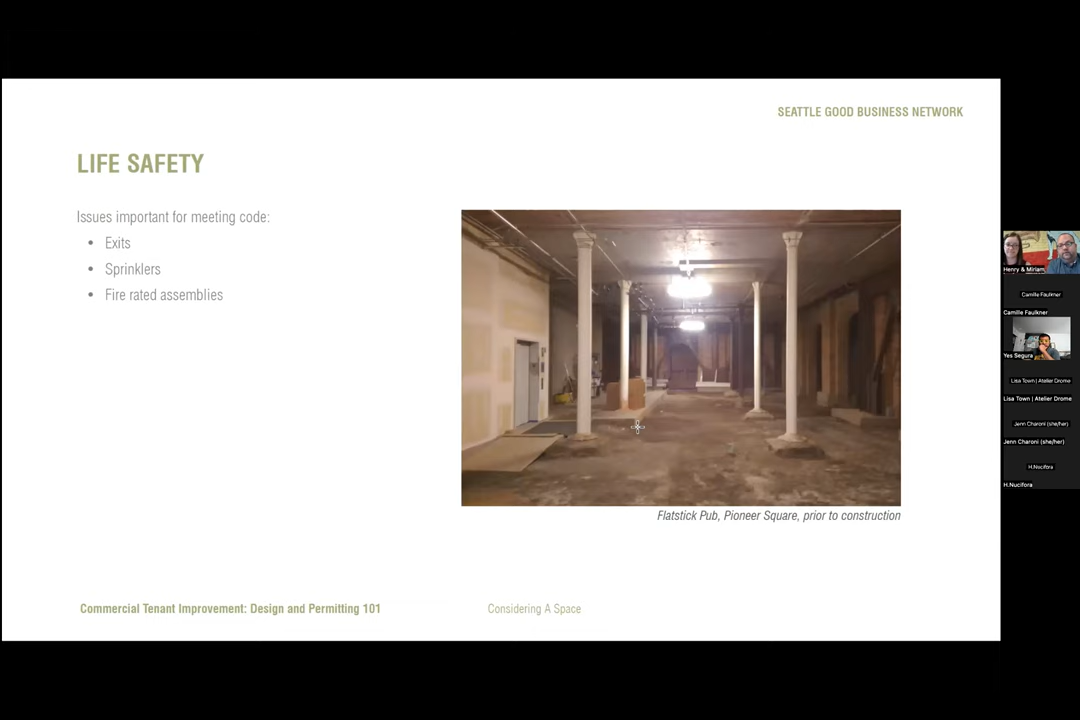 SEATTLE GOOD BUSINESS NETWORK
LIFE SAFETY
Issues important for meeting code:
• Exits
• Sprinklers
• Fire rated assemblies
Flatstick Pub, Pioneer Square, prior to construction
Commercial Tenant Improvement: Design and Permitting 101
Considering A Space
Henry & Miriam
Camille Faulkner
Camille Faulkner
Yes Segura
Lisa Town | Atelier Drome
Lisa Town | Atelier Drome
Jenn Charoni (she/her)
Jenn Charoni (she/her)
H.Nucifora
H.Nucifora